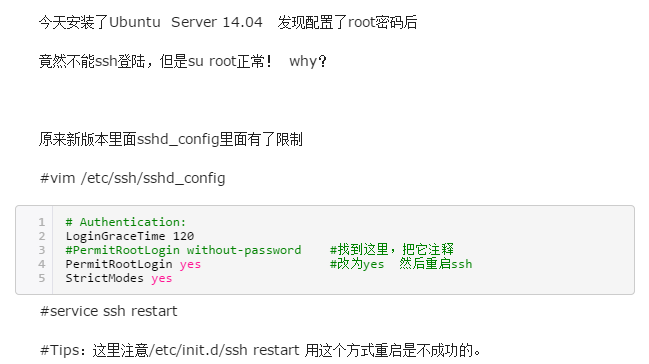 今天安装了Ubuntu Server 14.04 发现配置了root密码后
竟然不能ssh登陆，但是su root正常！ why？
原来新版本里面sshd_config里面有了限制
#vim /etc/ssh/sshd_config
1 # Authentication:
2 LoginGraceTime 120
3 #PermitRootLogin without-password #找到这里，把它注释
4 PermitRootLogin yes #改为yes 然后重启ssh
5 StrictModes yes
#service ssh restart
#Tips：这里注意/etc/init.d/ssh restart 用这个方式重启是不成功的。